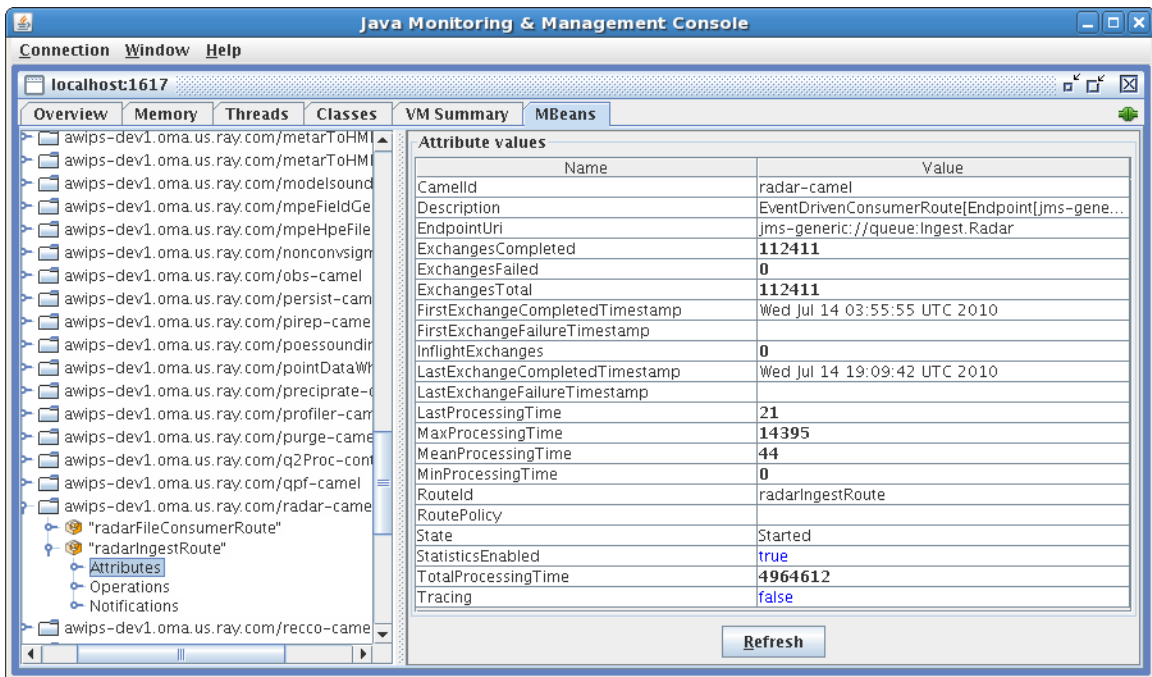 Java Monitoring & Management Console
Connection Window Help
localhost:1617
Overview Memory Threads Classes VM Summary MBeans
awips-dev1.oma.us.ray.com/metarToHMI
awips-dev1.oma.us.ray.com/metarToHMI
awips-dev1.oma.us.ray.com/modelsound
awips-dev1.oma.us.ray.com/mpeFieldGe
awips-dev1.oma.us.ray.com/mpeHpeFile
awips-dev1.oma.us.ray.com/nonconvsigm
awips-dev1.oma.us.ray.com/obs-camel
awips-dev1.oma.us.ray.com/persist-cam
awips-dev1.oma.us.ray.com/pirep-came
awips-dev1.oma.us.ray.com/poessoundin
awips-dev1.oma.us.ray.com/pointDataWh
awips-dev1.oma.us.ray.com/preciprate-c
awips-dev1.oma.us.ray.com/profiler-cam
awips-dev1.oma.us.ray.com/purge-came
awips-dev1.oma.us.ray.com/q2Proc-cont
awips-dev1.oma.us.ray.com/qpf-camel
awips-dev1.oma.us.ray.com/radar-came
"radarFileConsumerRoute"
"radarIngestRoute"
Attributes
Operations
Notifications
awips-dev1.oma.us.ray.com/recco-came
Attribute values
Name Value
CamelId radar-camel
Description EventDrivenConsumerRoute[Endpoint[jms-gene...
EndpointUri jms-generic://queue:Ingest.Radar
ExchangesCompleted 112411
ExchangesFailed 0
ExchangesTotal 112411
FirstExchangeCompletedTimestamp Wed Jul 14 03:55:55 UTC 2010
FirstExchangeFailureTimestamp
InflightExchanges 0
LastExchangeCompletedTimestamp Wed Jul 14 19:09:42 UTC 2010
LastExchangeFailureTimestamp
LastProcessingTime 21
MaxProcessingTime 14395
MeanProcessingTime 44
MinProcessingTime 0
RouteId radarIngestRoute
RoutePolicy
State Started
StatisticsEnabled true
TotalProcessingTime 4964612
Tracing false
Refresh